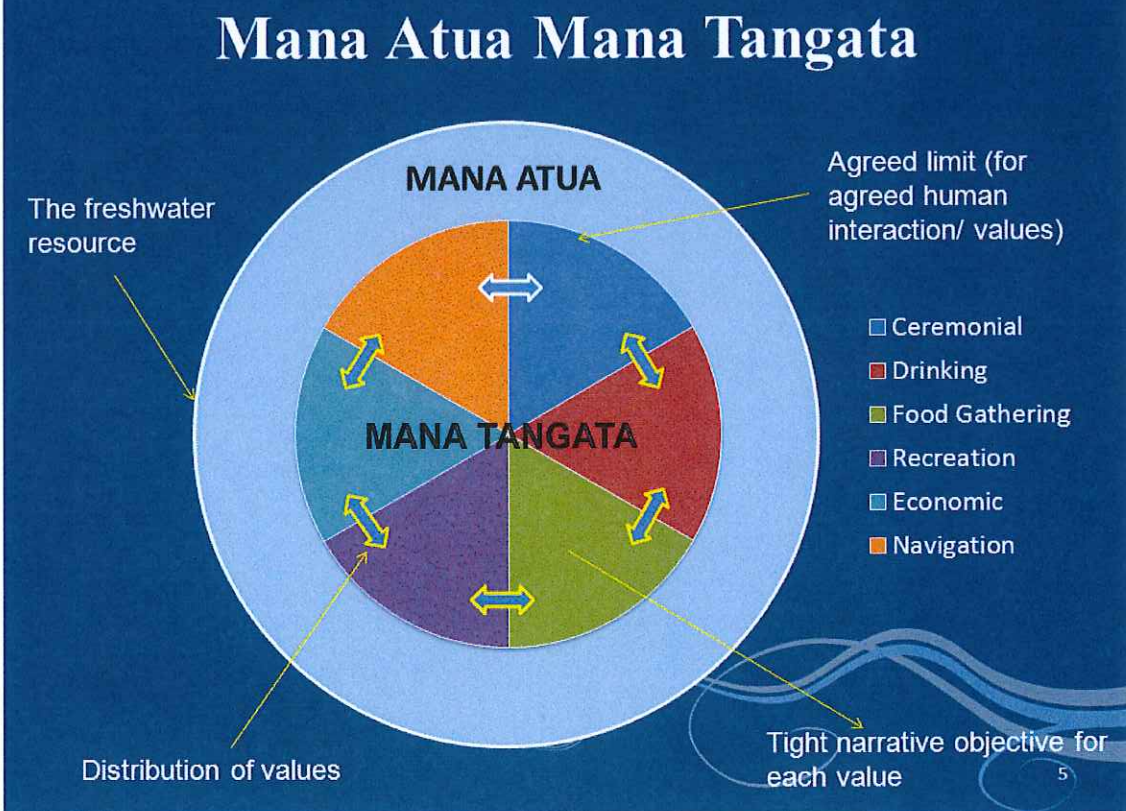 Mana Atua Mana Tangata
MANA ATUA
The freshwater
resource
Agreed limit (for
agreed human
interaction/ values)
Ceremonial
Drinking
Food Gathering
Recreation
Economic
Navigation
MANA TANGATA
Distribution of values
Tight narrative objective for
each value
5